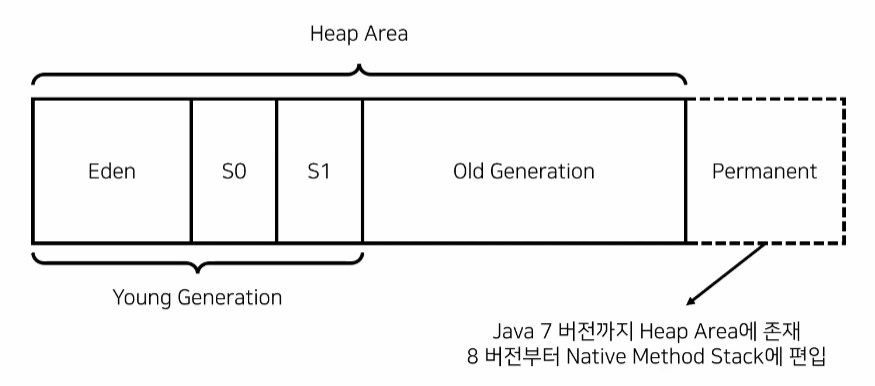 Heap Area
Eden
S0
S1
Old Generation
Permanent
Young Generation
Java 7 버전까지 Heap Area에 존재
8 버전부터 Native Method Stack에 편입